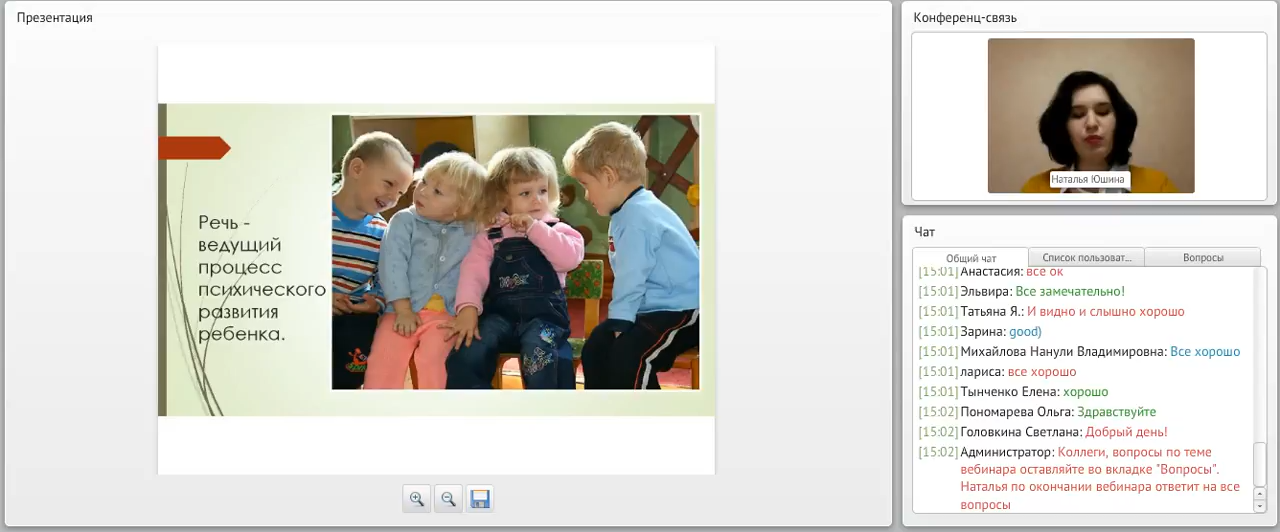 Презентация
Речь -
ведущий
процесс
психического
развития
ребенка.
Конференц-связь
Наталья Юшина
Чат
Общий чат
Список пользоват...
Вопросы
[15:01] Анастасия: все ок
[15:01] Эльвира: Все замечательно!
[15:01] Татьяна Я.: И видно и слышно хорошо
[15:01] Зарина: good)
[15:01] Михайлова Нанули Владимировна: Все хорошо
[15:01] лариса: все хорошо
[15:01] Тынченко Елена: хорошо
[15:02] Пономарева Ольга: Здравствуйте
[15:02] Головкина Светлана: Добрый день!
[15:02] Администратор: Коллеги, вопросы по теме
вебинара оставляйте во вкладке "Вопросы".
Наталья по окончании вебинара ответит на все
вопросы